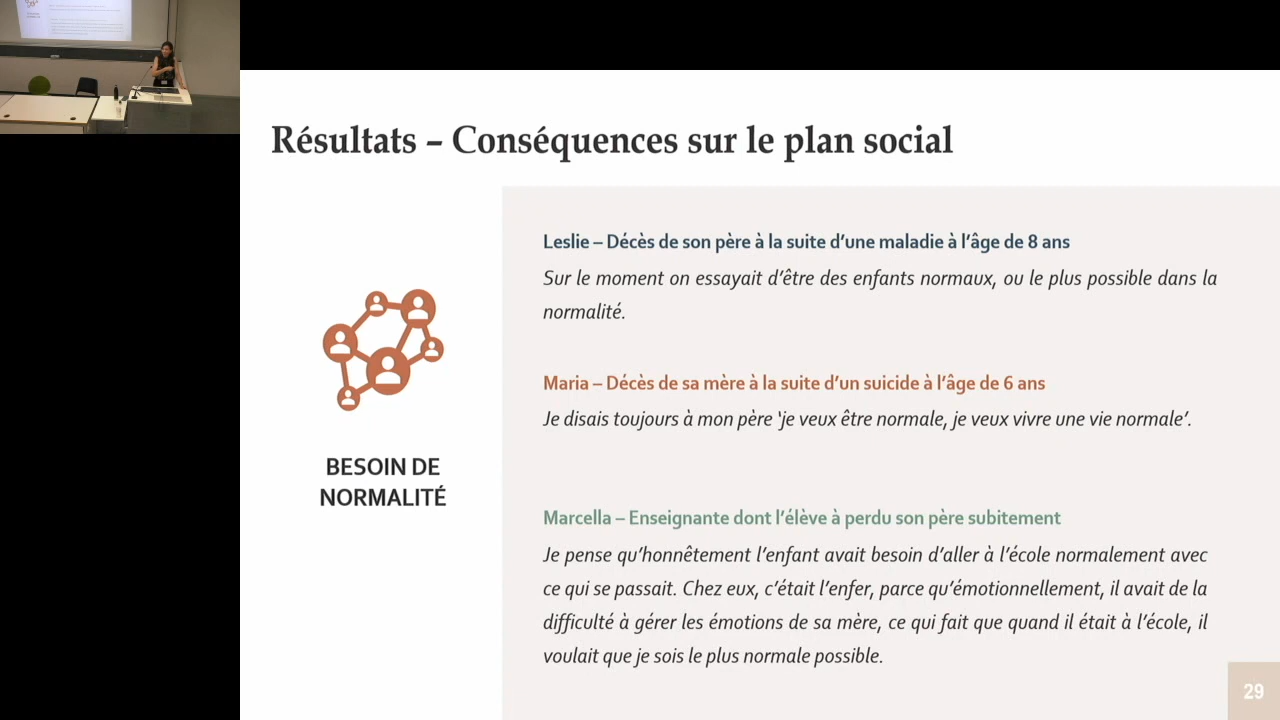 Résultats – Conséquences sur le plan social
BESOIN DE
NORMALITÉ
Leslie – Décès de son père à la suite d’une maladie à l’âge de 8 ans
Sur le moment on essayait d’être des enfants normaux, ou le plus possible dans la
normalité.
Maria – Décès de sa mère à la suite d’un suicide à l’âge de 6 ans
Je disais toujours à mon père ‘je veux être normale, je veux vivre une vie normale’.
Marcella – Enseignante dont l’élève à perdu son père subitement
Je pense qu’honnêtement l’enfant avait besoin d’aller à l’école normalement avec
ce qui se passait. Chez eux, c’était l’enfer, parce qu’émotionnellement, il avait de la
difficulté à gérer les émotions de sa mère, ce qui fait que quand il était à l’école, il
voulait que je sois le plus normale possible.
29